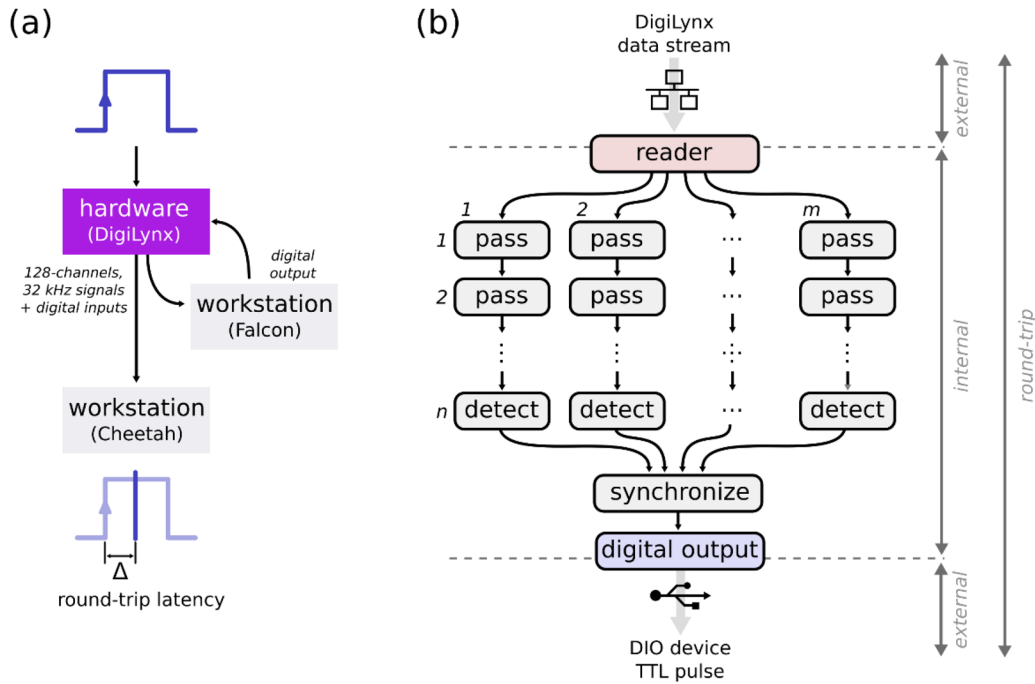 (a)
hardware
(DigiLynx)
128-channels,
32 kHz signals
+ digital inputs
digital
output
workstation
(Falcon)
workstation
(Cheetah)
Δ
round-trip latency
(b)
DigiLynx
data stream
external
reader
1 2 m
1 pass pass ... pass
2 pass pass ... pass
... ... ... ...
n detect detect ... detect
internal
round-trip
synchronize
digital output
external
DIO device
TTL pulse